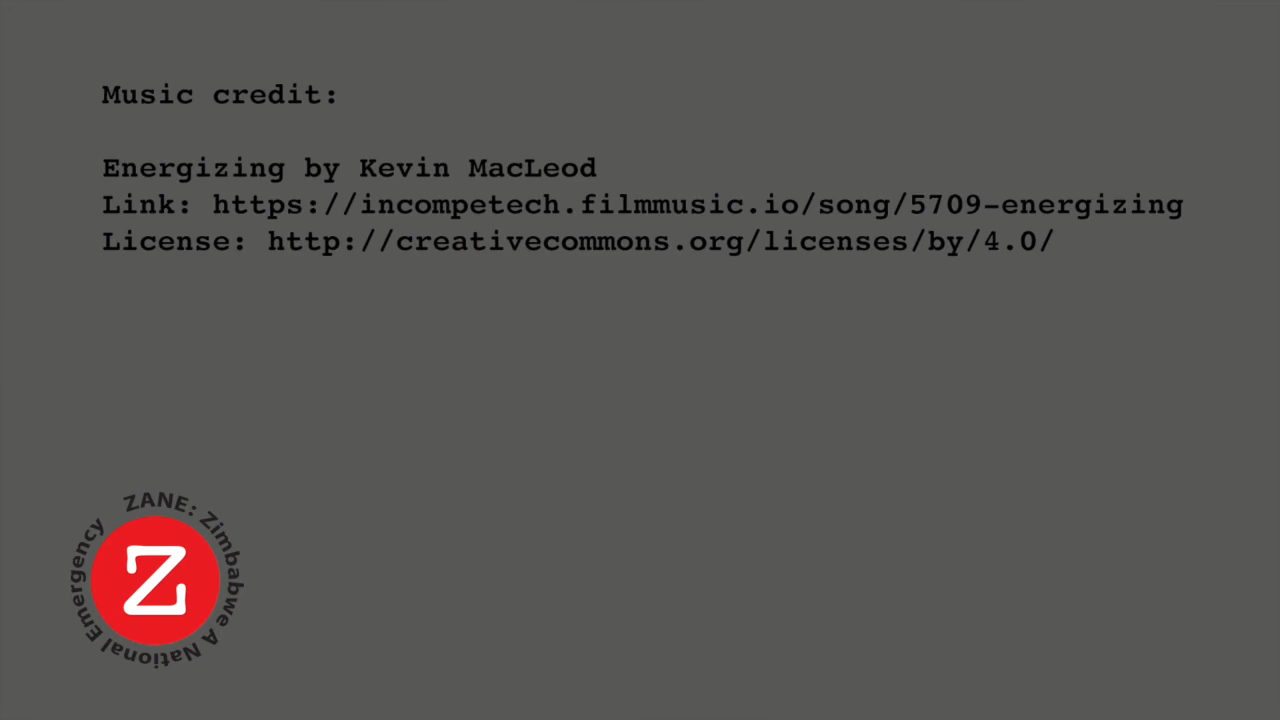 Music credit:
Energizing by Kevin MacLeod
Link: https://incompetech.filmmusic.io/song/5709-energizing
License: http://creativecommons.org/licenses/by/4.0/
ZANE: Zimbabwe A National Emergency
Z